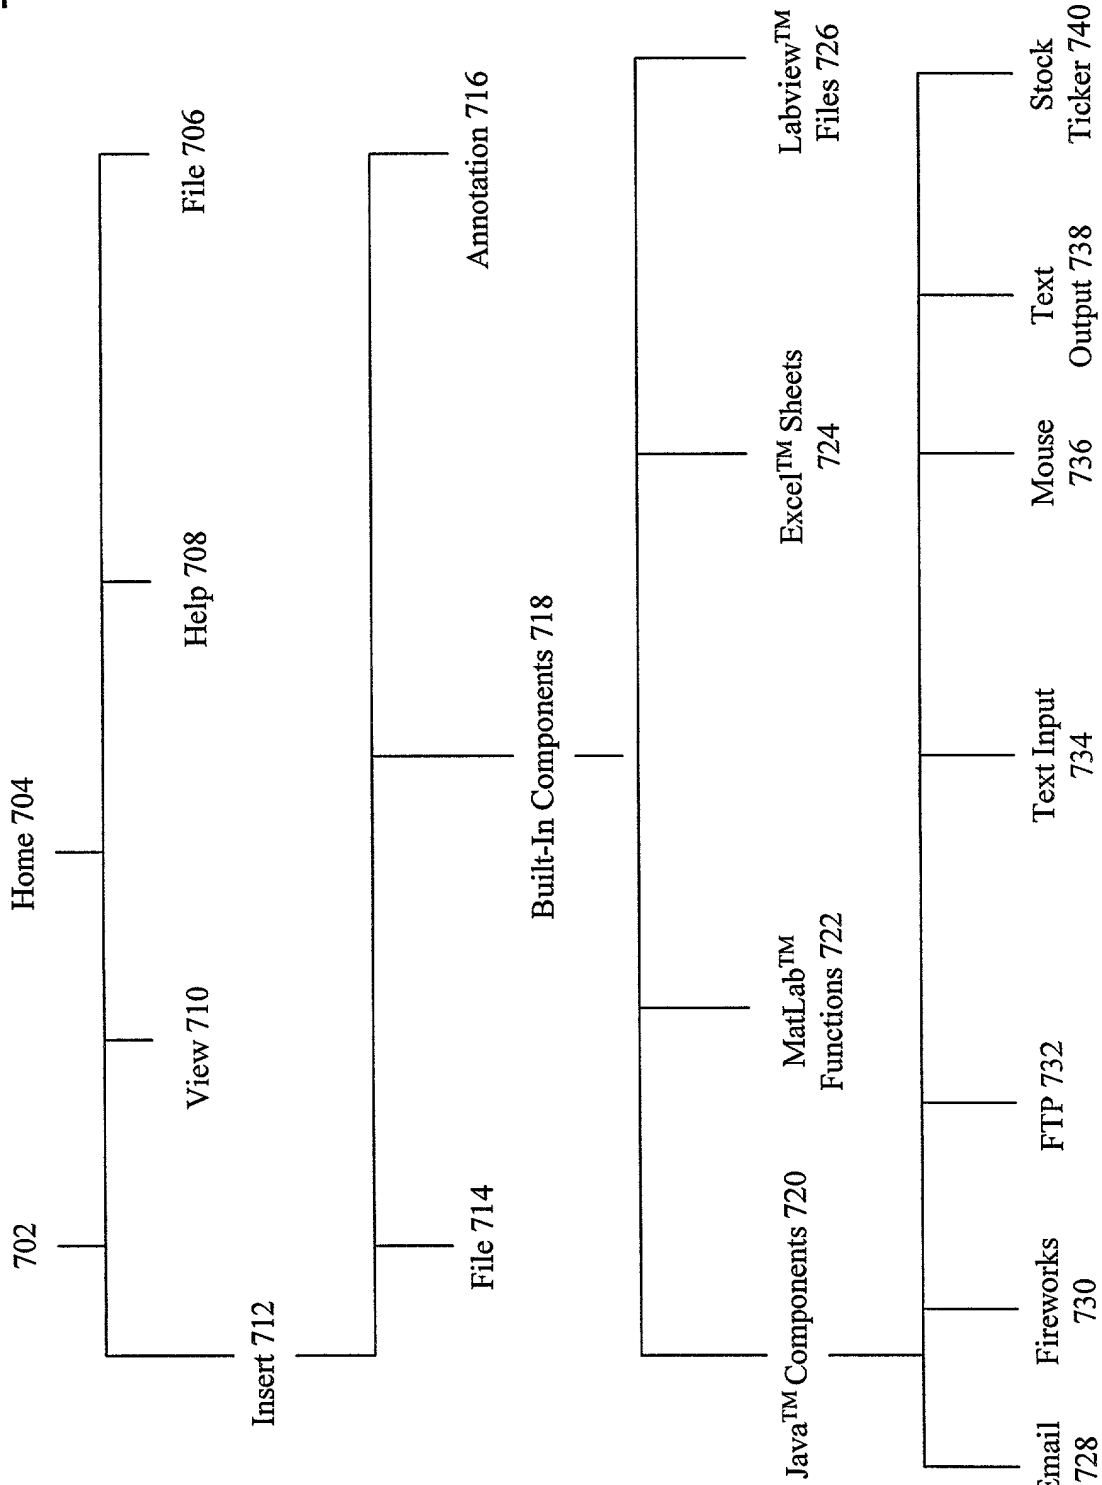 702
Home 704
Insert 712
View 710
Help 708
File 706
File 714
Built-In Components 718
Annotation 716
Java™ Components 720
MatLab™
Functions 722
Excel™ Sheets
724
Labview™
Files 726
Email
728
Fireworks
730
FTP 732
Text Input
734
Mouse
736
Text
Output 738
Stock
Ticker 740